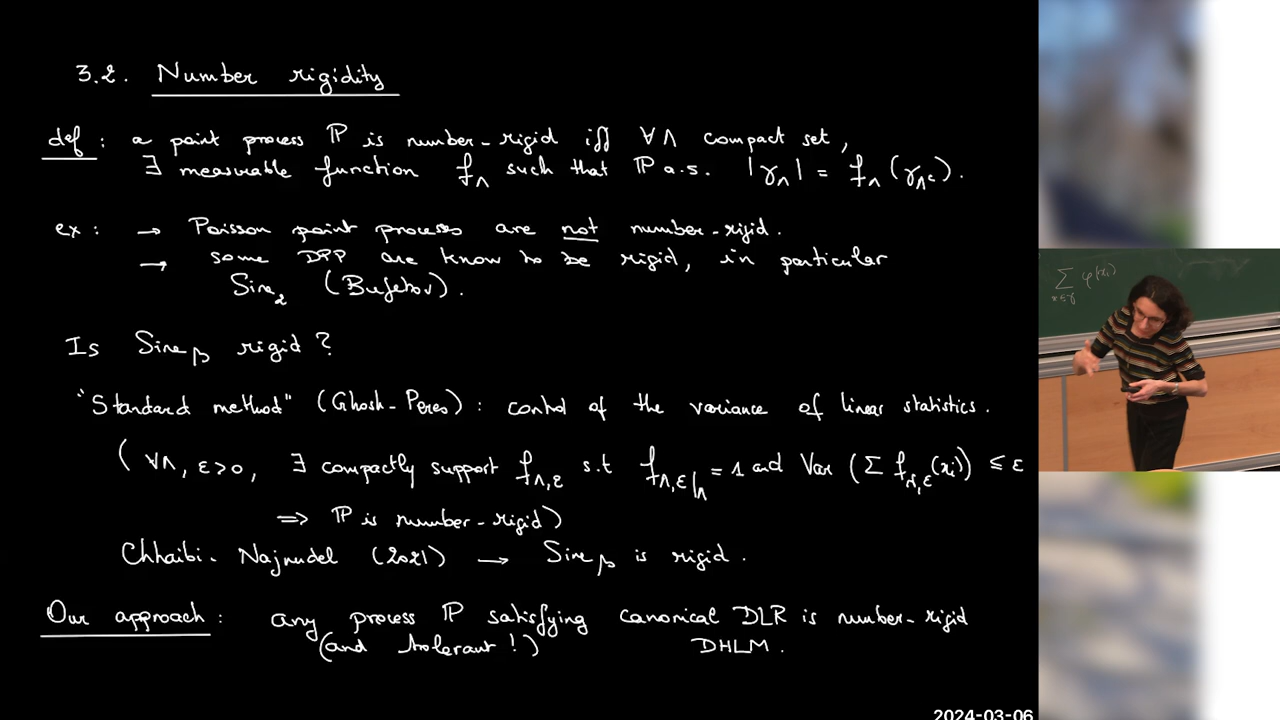 3.2. Number rigidity
def : a point process ℙ is number-rigid iff ∀Λ compact set,
∃ measurable function f_Λ such that ℙ a.s. |γ_Λ| = f_Λ(γ_Λᶜ).
ex : → Poisson point process are not number-rigid.
→ some DPP are know to be rigid, in particular
Sine₂ (Bufetov).
Is Sine_β rigid ?
"Standard method" (Ghosh-Peres) : control of the variance of linear statistics.
(∀Λ, ε>0, ∃ compactly support f_Λ,ε s.t f_Λ,ε|_Λ = 1 and Var (Σ f_Λ,ε(xᵢ)) ≤ ε
⟹ ℙ is number-rigid)
Chhaibi - Najnudel (2021) → Sine_β is rigid.
Our approach : any process ℙ satisfying canonical DLR is number-rigid
(and tolerant !) DHLM.
Σ φ(xᵢ)
x∈γ
2024-03-06